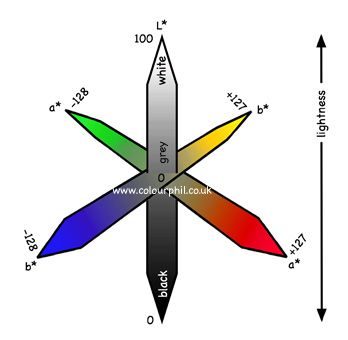 L*
100
white
-128
a*
+127
b*
lightness
grey
0
www.colourphil.co.uk
-128
b*
+127
a*
black
0